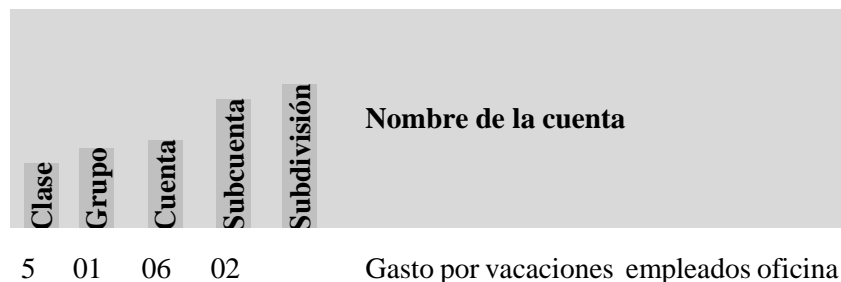 Clase
Grupo
Cuenta
Subcuenta
Subdivisión
Nombre de la cuenta
5 01 06 02 Gasto por vacaciones empleados oficina